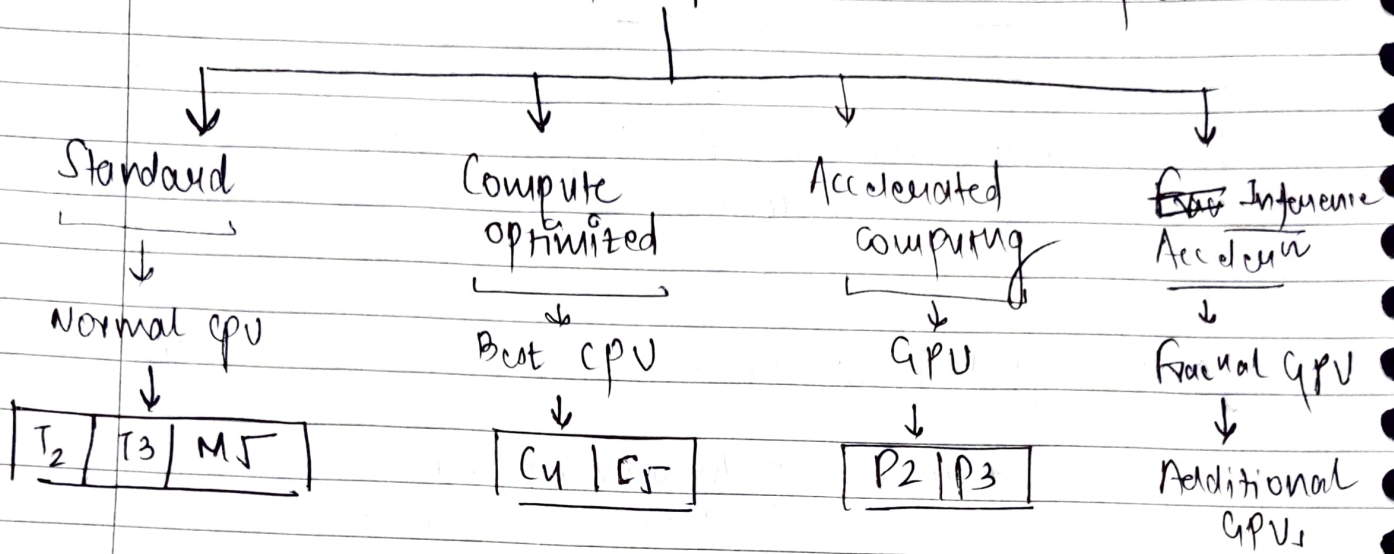 Standard
Compute
optimized
Accelerated
computing
Inference
Normal CPU
Best CPU
GPU
GPU
T2 T3 M5
C4 C5
P2 P3
Additional
GPUs